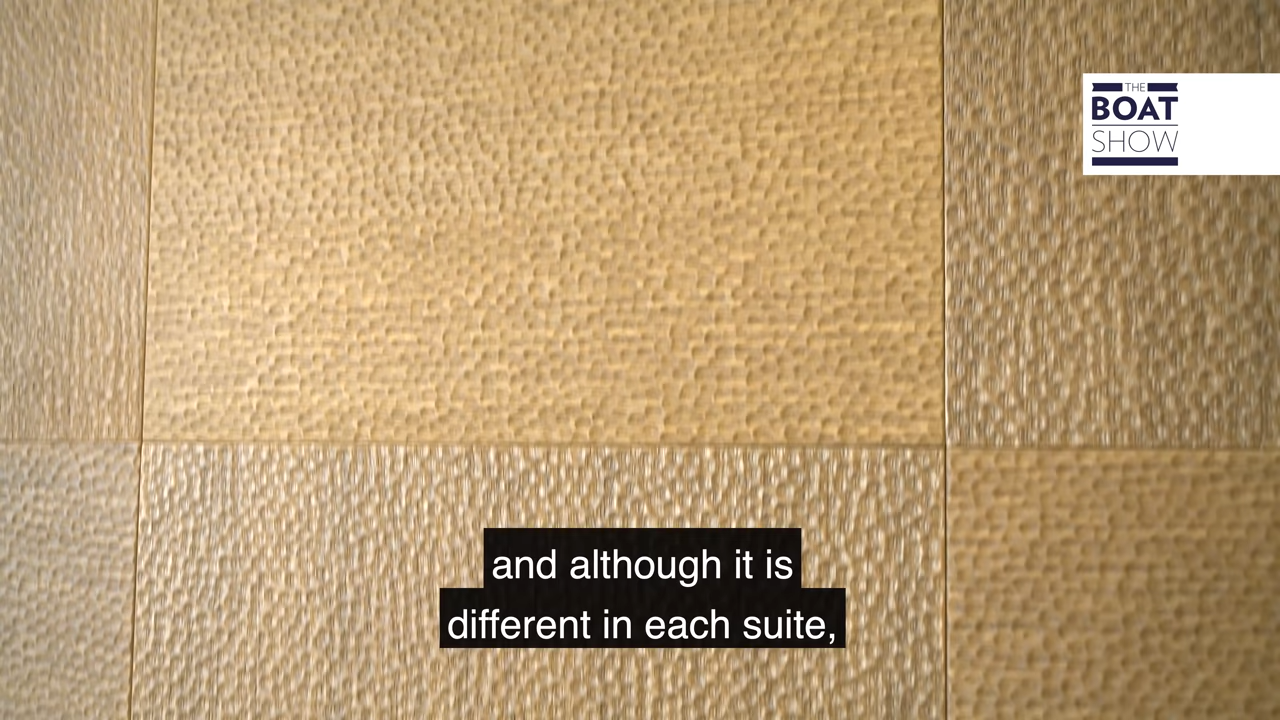 THE
BOAT
SHOW
and although it is
different in each suite,